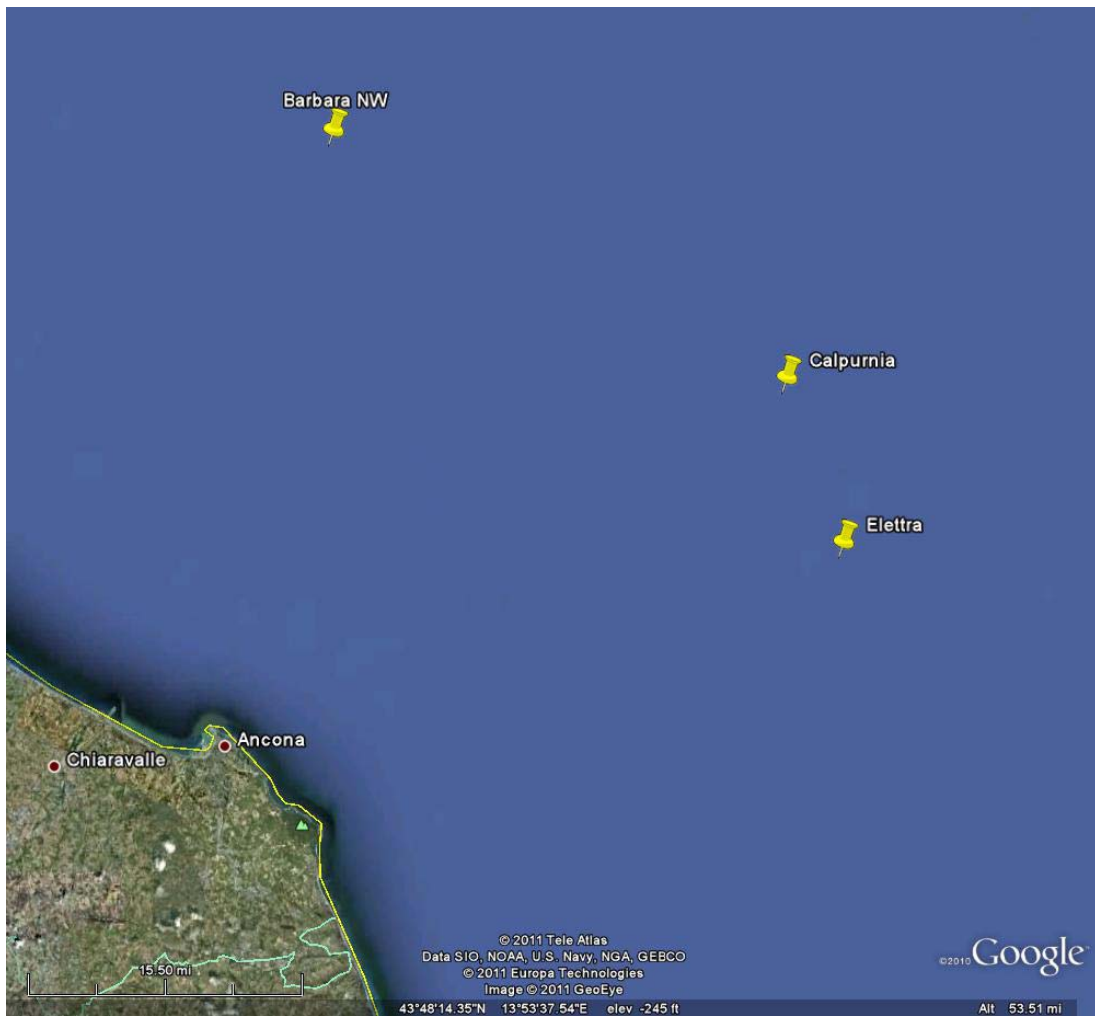 Barbara NW
Calpurnia
Elettra
Ancona
Chiaravalle
© 2011 Tele Atlas
Data SIO, NOAA, U.S. Navy, NGA, GEBCO
© 2011 Europa Technologies
Image © 2011 GeoEye
©2010 Google
15.50 mi
43°48'14.35"N 13°53'37.54"E elev -245 ft Alt 53.51 mi